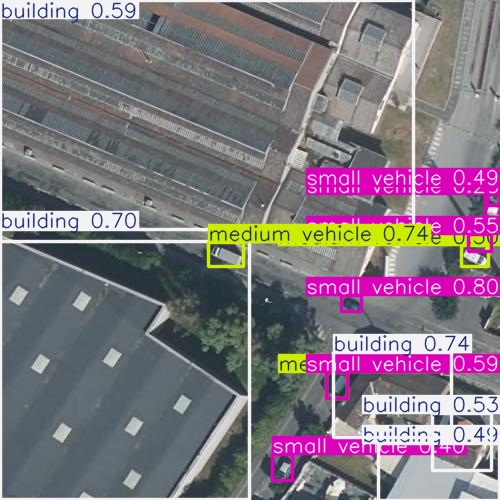 building 0.59
small vehicle 0.49
building 0.70
small vehicle 0.55
medium vehicle 0.74
small vehicle 0.80
building 0.74
small vehicle 0.59
building 0.53
building 0.49
small vehicle 0.40